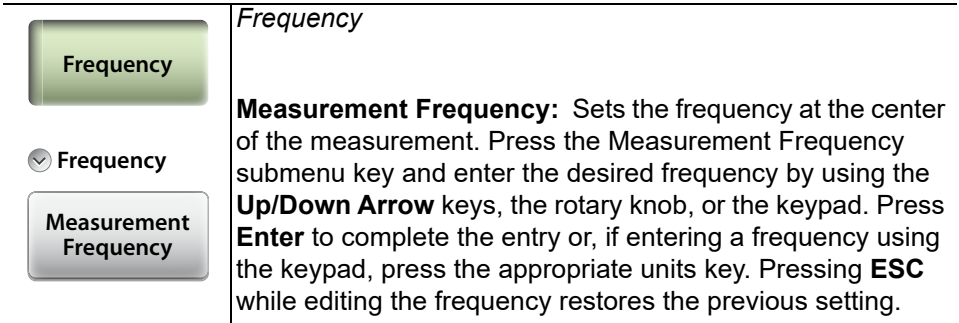 Frequency
Frequency
Measurement
Frequency
Frequency
Measurement Frequency: Sets the frequency at the center
of the measurement. Press the Measurement Frequency
submenu key and enter the desired frequency by using the
Up/Down Arrow keys, the rotary knob, or the keypad. Press
Enter to complete the entry or, if entering a frequency using
the keypad, press the appropriate units key. Pressing ESC
while editing the frequency restores the previous setting.